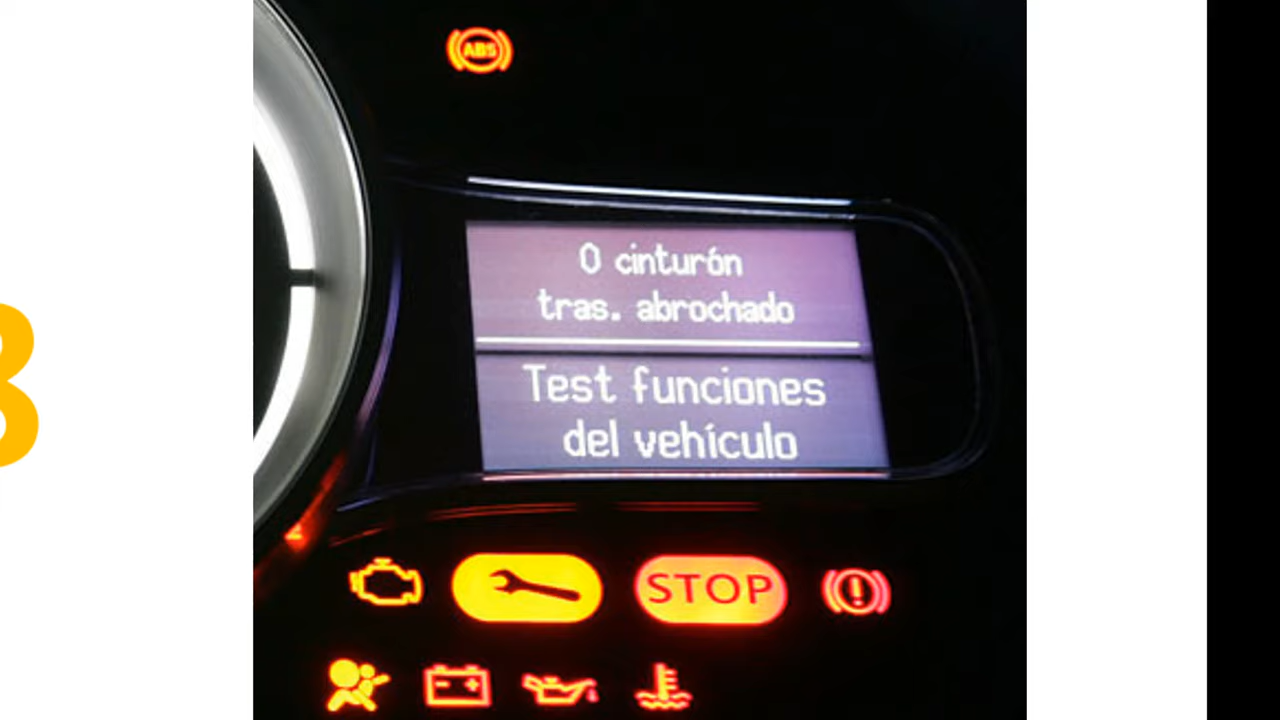 ABS
0 cinturón
tras. abrochado
Test funciones
del vehículo
STOP